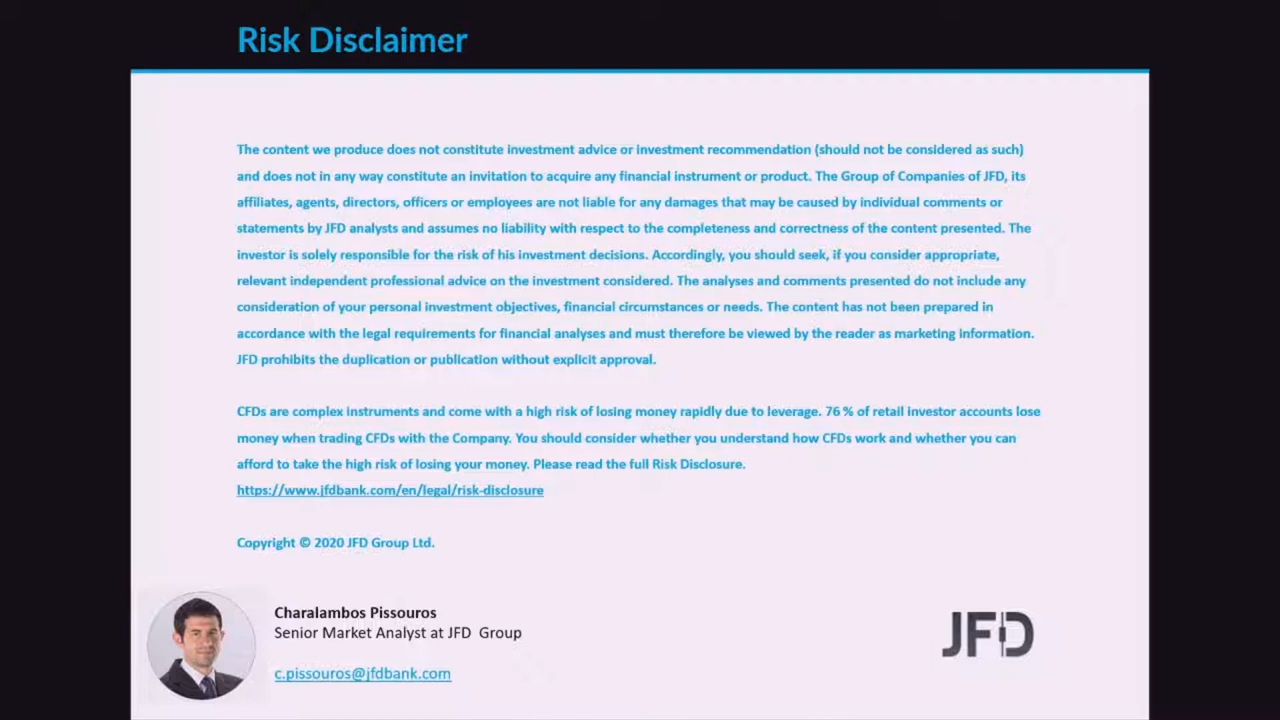 Risk Disclaimer
The content we produce does not constitute investment advice or investment recommendation (should not be considered as such)
and does not in any way constitute an invitation to acquire any financial instrument or product. The Group of Companies of JFD, its
affiliates, agents, directors, officers or employees are not liable for any damages that may be caused by individual comments or
statements by JFD analysts and assumes no liability with respect to the completeness and correctness of the content presented. The
investor is solely responsible for the risk of his investment decisions. Accordingly, you should seek, if you consider appropriate,
relevant independent professional advice on the investment considered. The analyses and comments presented do not include any
consideration of your personal investment objectives, financial circumstances or needs. The content has not been prepared in
accordance with the legal requirements for financial analyses and must therefore be viewed by the reader as marketing information.
JFD prohibits the duplication or publication without explicit approval.
CFDs are complex instruments and come with a high risk of losing money rapidly due to leverage. 76 % of retail investor accounts lose
money when trading CFDs with the Company. You should consider whether you understand how CFDs work and whether you can
afford to take the high risk of losing your money. Please read the full Risk Disclosure.
https://www.jfdbank.com/en/legal/risk-disclosure
Copyright © 2020 JFD Group Ltd.
Charalambos Pissouros
Senior Market Analyst at JFD Group
c.pissouros@jfdbank.com
JFD